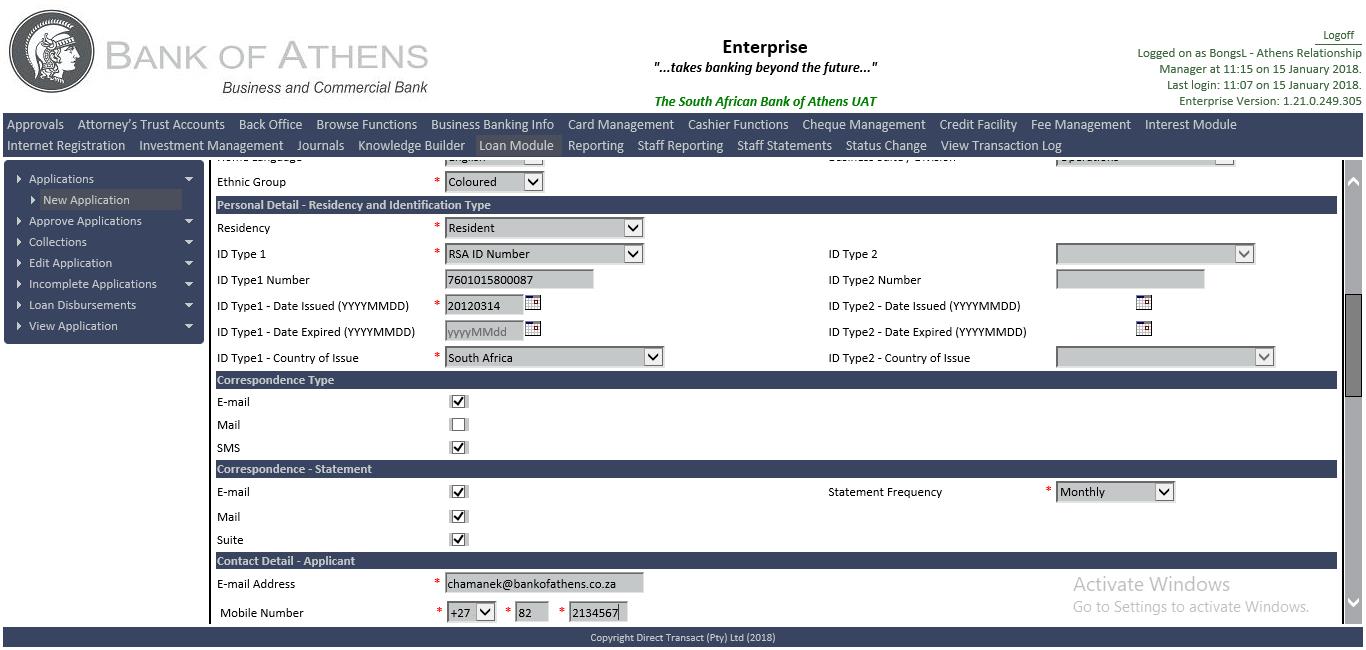 BANK OF ATHENS
Business and Commercial Bank
Enterprise
"...takes banking beyond the future..."
The South African Bank of Athens UAT
Logoff
Logged on as BongsL - Athens Relationship
Manager at 11:15 on 15 January 2018.
Last login: 11:07 on 15 January 2018.
Enterprise Version: 1.21.0.249.305
Approvals Attorney's Trust Accounts Back Office Browse Functions Business Banking Info Card Management Cashier Functions Cheque Management Credit Facility Fee Management Interest Module
Internet Registration Investment Management Journals Knowledge Builder Loan Module Reporting Staff Reporting Staff Statements Status Change View Transaction Log
Applications
New Application
Approve Applications
Collections
Edit Application
Incomplete Applications
Loan Disbursements
View Application
Ethnic Group * Coloured
Personal Detail - Residency and Identification Type
Residency * Resident
ID Type 1 * RSA ID Number ID Type 2
ID Type1 Number 7601015800087 ID Type2 Number
ID Type1 - Date Issued (YYYYMMDD) * 20120314 ID Type2 - Date Issued (YYYYMMDD)
ID Type1 - Date Expired (YYYYMMDD) yyyyMMdd ID Type2 - Date Expired (YYYYMMDD)
ID Type1 - Country of Issue * South Africa ID Type2 - Country of Issue
Correspondence Type
E-mail
Mail
SMS
Correspondence - Statement
E-mail Statement Frequency * Monthly
Mail
Suite
Contact Detail - Applicant
E-mail Address * chamanek@bankofathens.co.za
Mobile Number * +27 * 82 * 2134567
Activate Windows
Go to Settings to activate Windows.
Copyright Direct Transact (Pty) Ltd (2018)